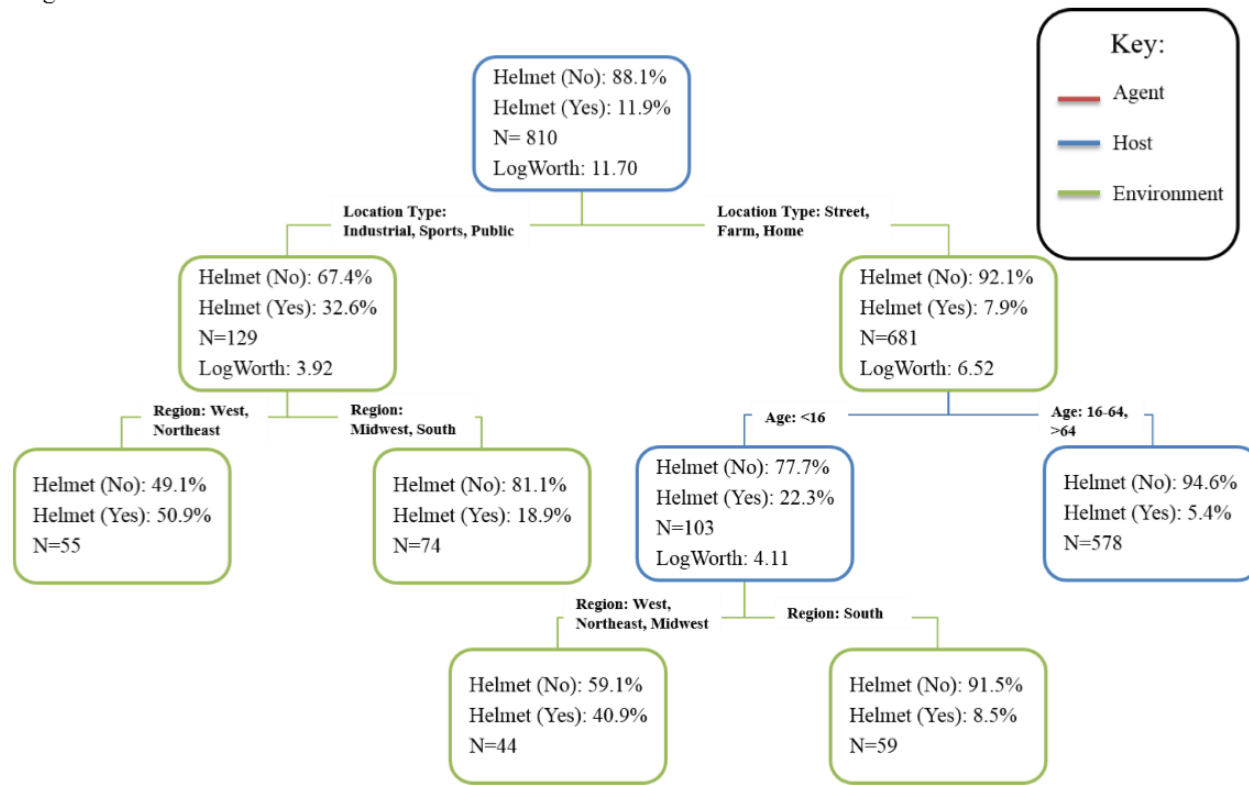 Key:
Agent
Host
Environment
Helmet (No): 88.1%
Helmet (Yes): 11.9%
N= 810
LogWorth: 11.70
Location Type:
Industrial, Sports, Public
Location Type: Street,
Farm, Home
Helmet (No): 67.4%
Helmet (Yes): 32.6%
N=129
LogWorth: 3.92
Helmet (No): 92.1%
Helmet (Yes): 7.9%
N=681
LogWorth: 6.52
Region: West,
Northeast
Region:
Midwest, South
Age: <16
Age: 16-64,
>64
Helmet (No): 49.1%
Helmet (Yes): 50.9%
N=55
Helmet (No): 81.1%
Helmet (Yes): 18.9%
N=74
Helmet (No): 77.7%
Helmet (Yes): 22.3%
N=103
LogWorth: 4.11
Helmet (No): 94.6%
Helmet (Yes): 5.4%
N=578
Region: West,
Northeast, Midwest
Region: South
Helmet (No): 59.1%
Helmet (Yes): 40.9%
N=44
Helmet (No): 91.5%
Helmet (Yes): 8.5%
N=59